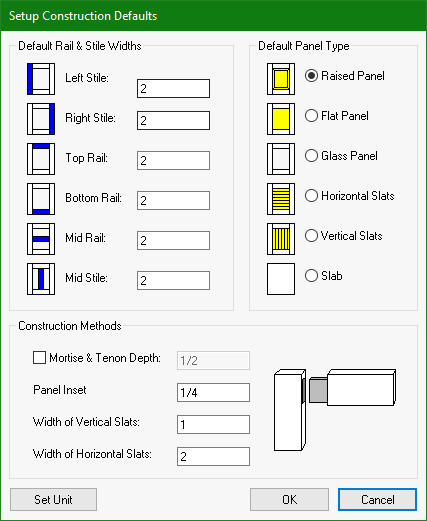 Setup Construction Defaults
Default Rail & Stile Widths
Left Stile: 2
Right Stile: 2
Top Rail: 2
Bottom Rail: 2
Mid Rail: 2
Mid Stile: 2
Default Panel Type
Raised Panel
Flat Panel
Glass Panel
Horizontal Slats
Vertical Slats
Slab
Construction Methods
Mortise & Tenon Depth: 1/2
Panel Inset 1/4
Width of Vertical Slats: 1
Width of Horizontal Slats: 2
Set Unit OK Cancel